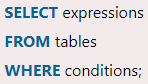 SELECT expressions
FROM tables
WHERE conditions;